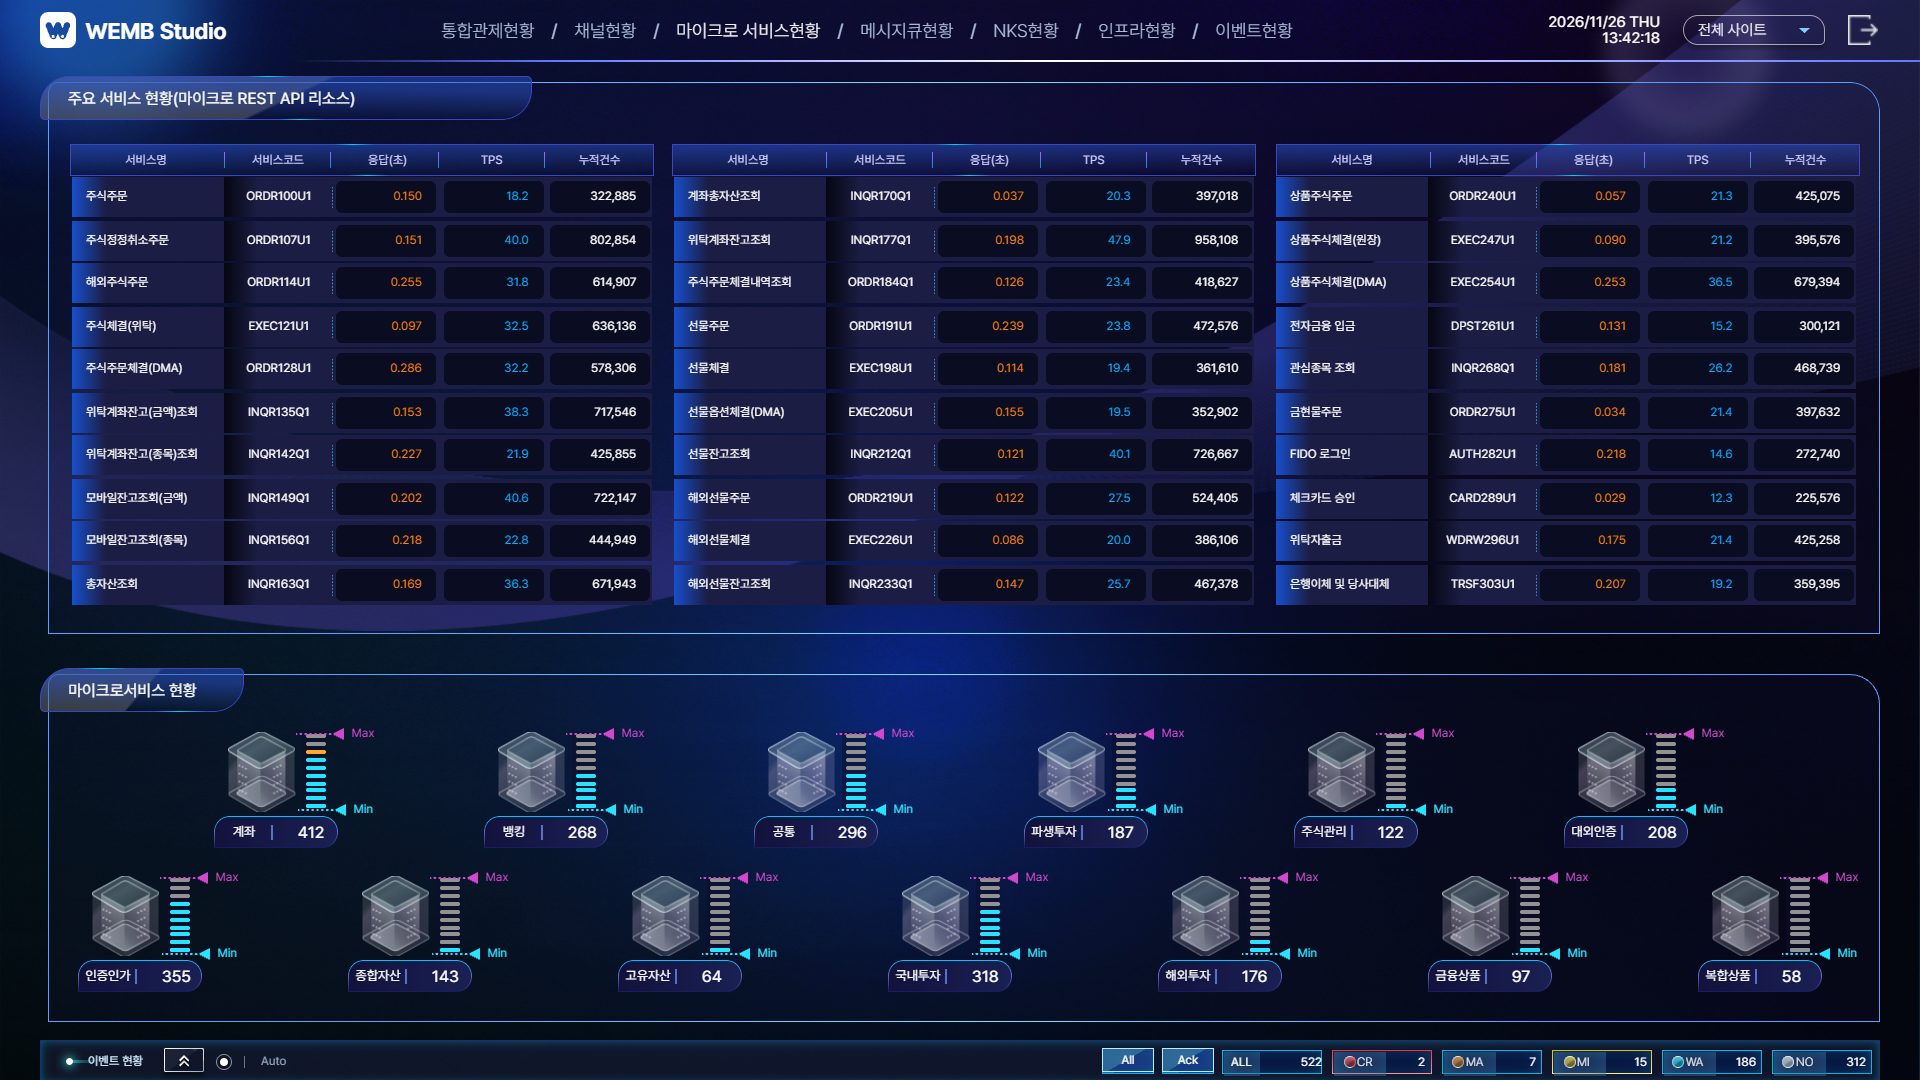 WEMB Studio
통합관제현황 / 채널현황 / 마이크로 서비스현황 / 메시지큐현황 / NKS현황 / 인프라현황 / 이벤트현황
2026/11/26 THU
13:42:18
전체 사이트
주요 서비스 현황(마이크로 REST API 리소스)
서비스명 서비스코드 응답(초) TPS 누적건수
주식주문 ORDR100U1 0.150 18.2 322,885
주식정정취소주문 ORDR107U1 0.151 40.0 802,854
해외주식주문 ORDR114U1 0.255 31.8 614,907
주식체결(위탁) EXEC121U1 0.097 32.5 636,136
주식주문체결(DMA) ORDR128U1 0.286 32.2 578,306
위탁계좌잔고(금액)조회 INQR135Q1 0.153 38.3 717,546
위탁계좌잔고(종목)조회 INQR142Q1 0.227 21.9 425,855
모바일잔고조회(금액) INQR149Q1 0.202 40.6 722,147
모바일잔고조회(종목) INQR156Q1 0.218 22.8 444,949
총자산조회 INQR163Q1 0.169 36.3 671,943
서비스명 서비스코드 응답(초) TPS 누적건수
계좌총자산조회 INQR170Q1 0.037 20.3 397,018
위탁계좌잔고조회 INQR177Q1 0.198 47.9 958,108
주식주문체결내역조회 ORDR184Q1 0.126 23.4 418,627
선물주문 ORDR191U1 0.239 23.8 472,576
선물체결 EXEC198U1 0.114 19.4 361,610
선물옵션체결(DMA) EXEC205U1 0.155 19.5 352,902
선물잔고조회 INQR212Q1 0.121 40.1 726,667
해외선물주문 ORDR219U1 0.122 27.5 524,405
해외선물체결 EXEC226U1 0.086 20.0 386,106
해외선물잔고조회 INQR233Q1 0.147 25.7 467,378
서비스명 서비스코드 응답(초) TPS 누적건수
상품주식주문 ORDR240U1 0.057 21.3 425,075
상품주식체결(원장) EXEC247U1 0.090 21.2 395,576
상품주식체결(DMA) EXEC254U1 0.253 36.5 679,394
전자금융 입금 DPST261U1 0.131 15.2 300,121
관심종목 조회 INQR268Q1 0.181 26.2 468,739
금현물주문 ORDR275U1 0.034 21.4 397,632
FIDO 로그인 AUTH282U1 0.218 14.6 272,740
체크카드 승인 CARD289U1 0.029 12.3 225,576
위탁자출금 WDRW296U1 0.175 21.4 425,258
은행이체 및 당사대체 TRSF303U1 0.207 19.2 359,395
마이크로서비스 현황
Max Max Max Max Max Max
Min Min Min Min Min Min
계좌 | 412 뱅킹 | 268 공통 | 296 파생투자 | 187 주식관리 | 122 대외인증 | 208
Max Max Max Max Max Max Max
Min Min Min Min Min Min Min
인증인가 | 355 종합자산 | 143 고유자산 | 64 국내투자 | 318 해외투자 | 176 금융상품 | 97 복합상품 | 58
이벤트 현황 | Auto All Ack ALL 522 CR 2 MA 7 MI 15 WA 186 NO 312